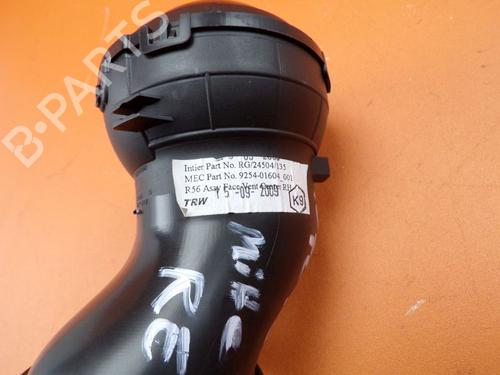 B-PARTS
Intier Part No. RG/24504/135
MEC Part No. 9254-01604_001
R56 Assy Face Vent Centre RH
TRW 15-09-2009 K9
RE